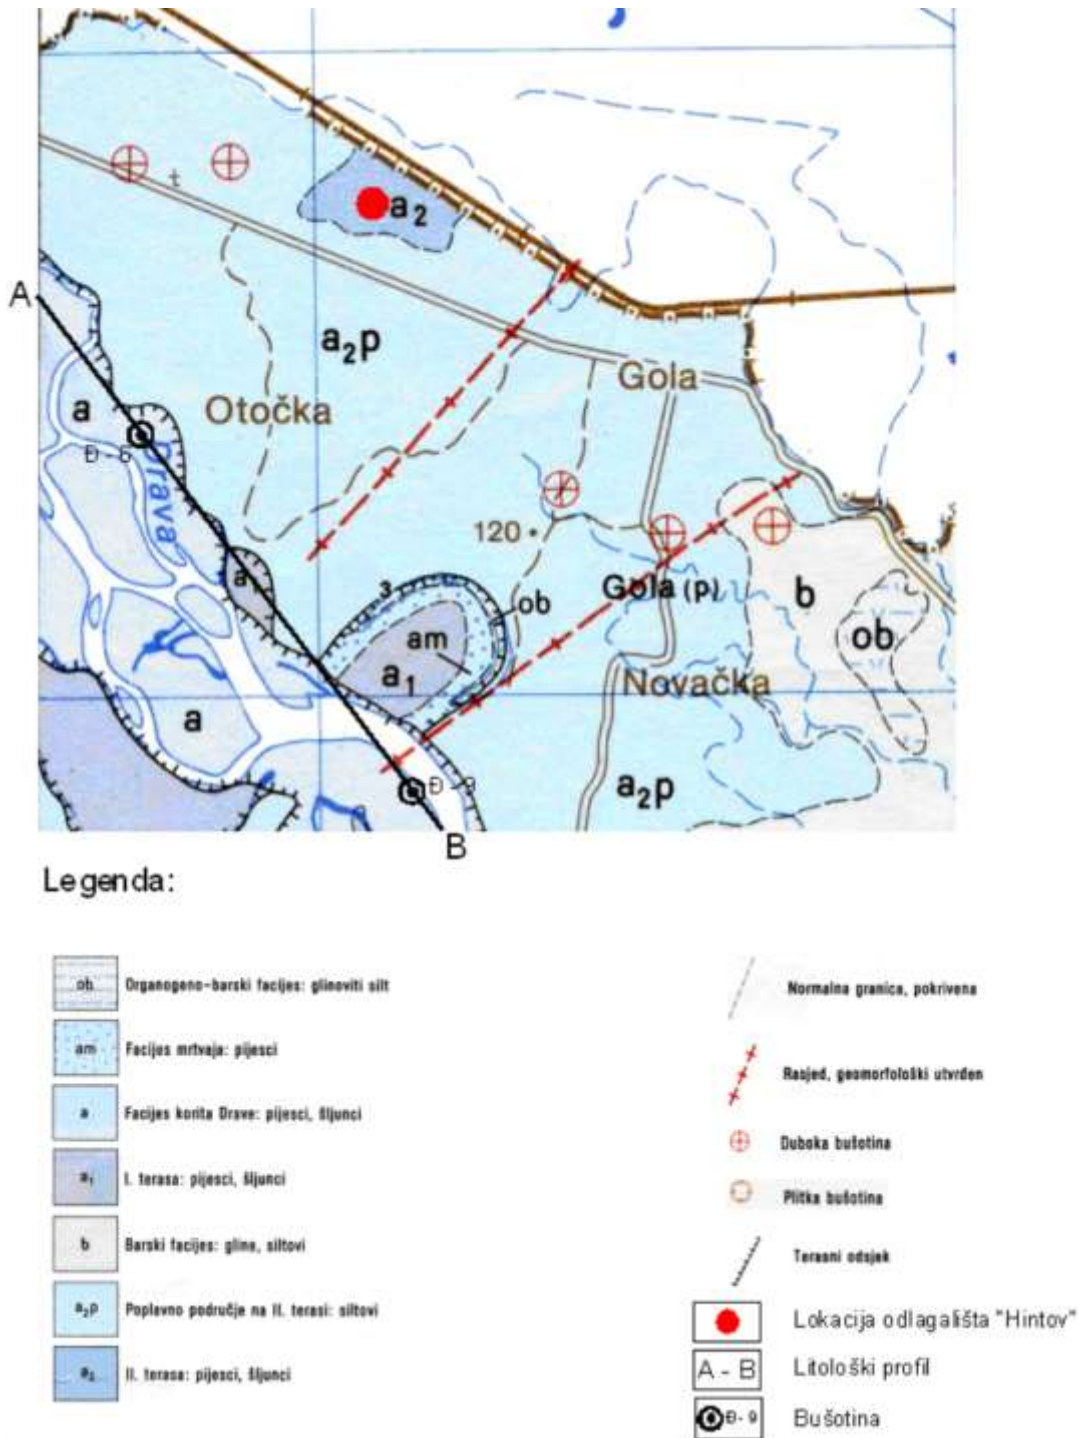 t
a₂
A
a₂p
Gola
Otočka
a
Đ-6
Drava
120
Gola (p)
b
ob
3
ob
am
a₁
Novačka
a
a₂p
Đ-9
B
Legenda:
ob Organogeno-barski facijes: glinoviti silt
am Facijes mrtvaja: pijesci
a Facijes korita Drave: pijesci, šljunci
a₁ I. terasa: pijesci, šljunci
b Barski facijes: gline, siltovi
a₂p Poplavno područje na II. terasi: siltovi
a₂ II. terasa: pijesci, šljunci
Normalna granica, pokrivena
Rasjed, geomorfološki utvrđen
Duboka bušotina
Plitka bušotina
Terasni odsjek
Lokacija odlagališta "Hintov"
A - B Litološki profil
Đ-9 Bušotina